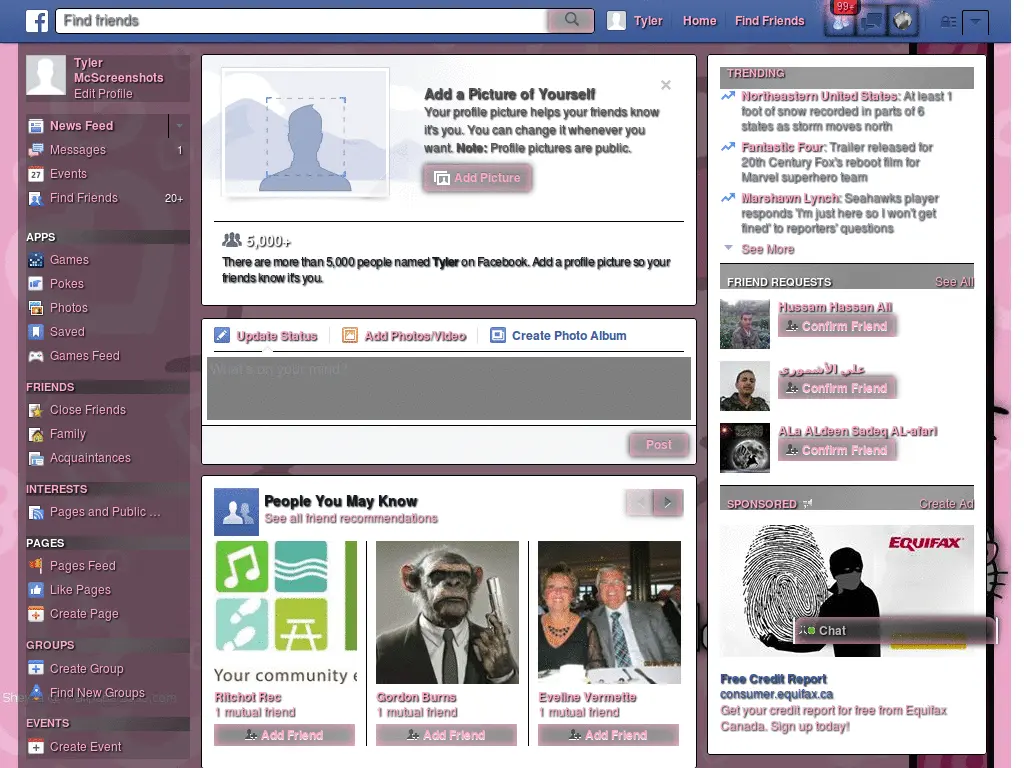 Find friends
Tyler
Home
Find Friends
99+
Tyler
McScreenshots
Edit Profile
News Feed
Messages
1
Events
27
Find Friends
20+
APPS
Games
Pokes
Photos
Saved
Games Feed
FRIENDS
Close Friends
Family
Acquaintances
INTERESTS
Pages and Public ...
PAGES
Pages Feed
Like Pages
Create Page
GROUPS
Create Group
Find New Groups
EVENTS
Create Event
Add a Picture of Yourself
Your profile picture helps your friends know
it's you. You can change it whenever you
want. Note: Profile pictures are public.
Add Picture
5,000+
There are more than 5,000 people named Tyler on Facebook. Add a profile picture so your
friends know it's you.
Update Status
Add Photos/Video
Create Photo Album
What's on your mind?
Post
People You May Know
See all friend recommendations
Your community
Ritchot Rec
1 mutual friend
Add Friend
Gordon Burns
1 mutual friend
Add Friend
Eveline Vermette
1 mutual friend
Add Friend
TRENDING
Northeastern United States: At least 1
foot of snow recorded in parts of 6
states as storm moves north
Fantastic Four: Trailer released for
20th Century Fox's reboot film for
Marvel superhero team
Marshawn Lynch: Seahawks player
responds 'I'm just here so I won't get
fined' to reporters' questions
See More
FRIEND REQUESTS
See All
Hussam Hassan Ali
Confirm Friend
علي الأشموري
Confirm Friend
ALa ALdeen Sadeq AL-afari
Confirm Friend
SPONSORED
Create Ad
EQUIFAX
Chat
Free Credit Report
consumer.equifax.ca
Get your credit report for free from Equifax
Canada. Sign up today!